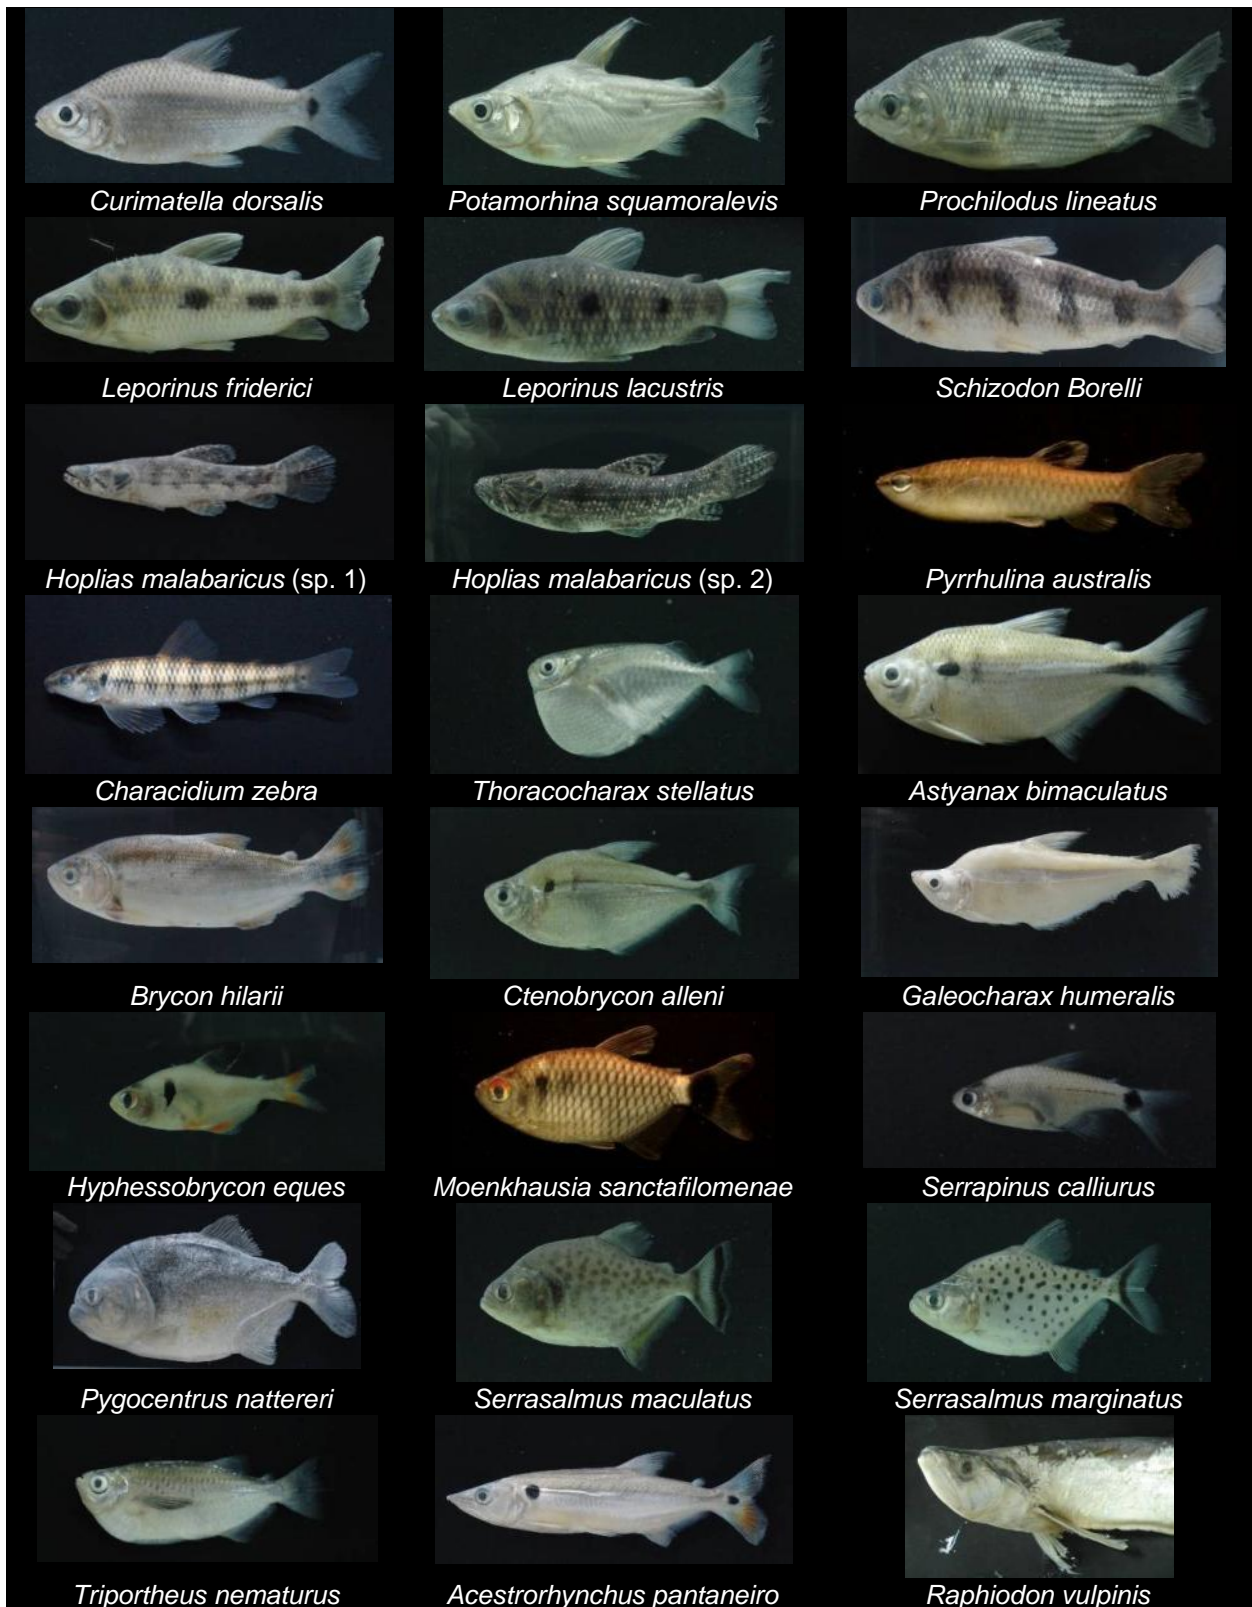 Curimatella dorsalis Potamorhina squamoralevis Prochilodus lineatus
Leporinus friderici Leporinus lacustris Schizodon Borelli
Hoplias malabaricus (sp. 1) Hoplias malabaricus (sp. 2) Pyrrhulina australis
Characidium zebra Thoracocharax stellatus Astyanax bimaculatus
Brycon hilarii Ctenobrycon alleni Galeocharax humeralis
Hyphessobrycon eques Moenkhausia sanctafilomenae Serrapinus calliurus
Pygocentrus nattereri Serrasalmus maculatus Serrasalmus marginatus
Triportheus nematurus Acestrorhynchus pantaneiro Raphiodon vulpinis